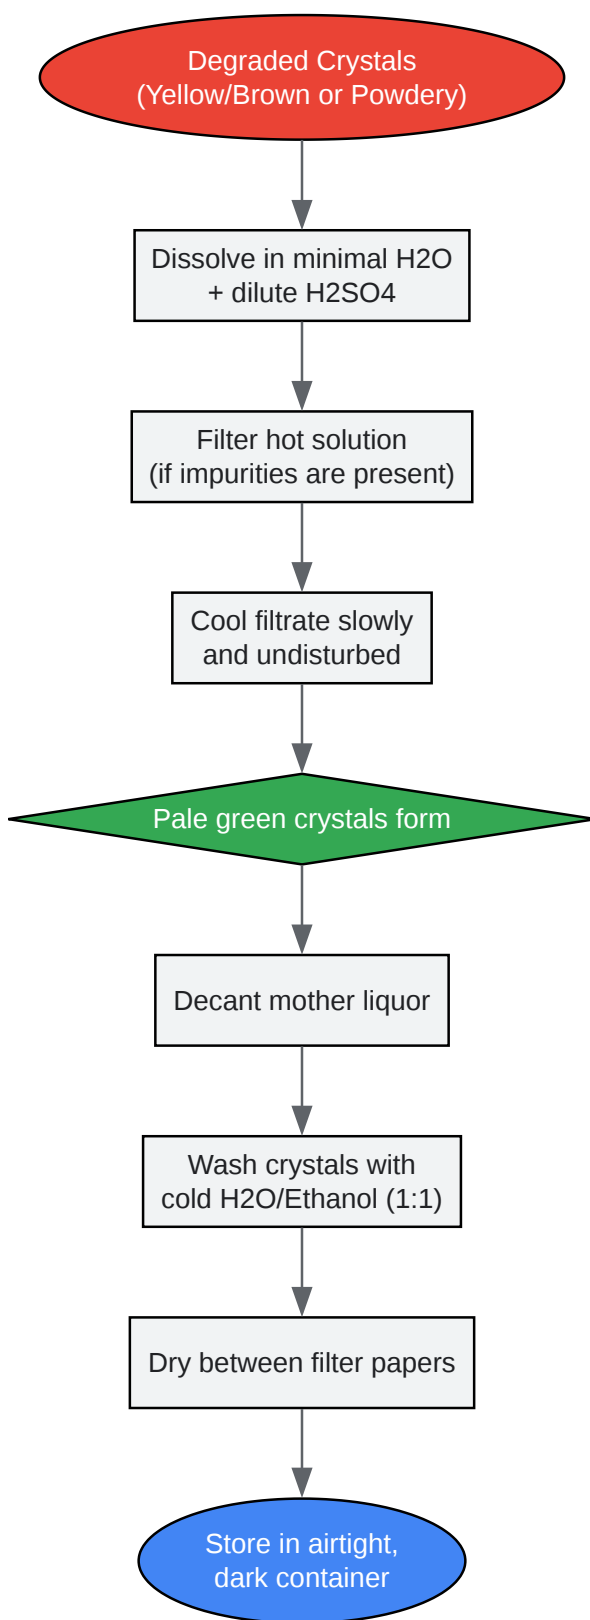 Degraded Crystals
(Yellow/Brown or Powdery)
Dissolve in minimal H2O
+ dilute H2SO4
Filter hot solution
(if impurities are present)
Cool filtrate slowly
and undisturbed
Pale green crystals form
Decant mother liquor
Wash crystals with
cold H2O/Ethanol (1:1)
Dry between filter papers
Store in airtight,
dark container